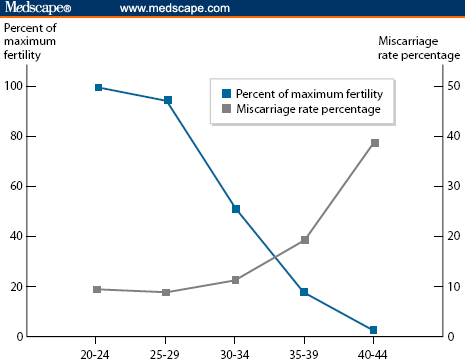 Medscape® www.medscape.com
Percent of
maximum
fertility
Miscarriage
rate percentage
100
80
60
40
20
0
50
40
30
20
10
0
Percent of maximum fertility
Miscarriage rate percentage
20-24 25-29 30-34 35-39 40-44